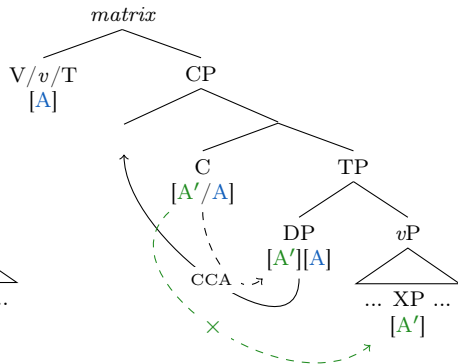 matrix
V/v/T CP
[A]
C TP
[A′/A]
DP vP
[A′][A]
CCA
... XP ...
[A′]
×
..